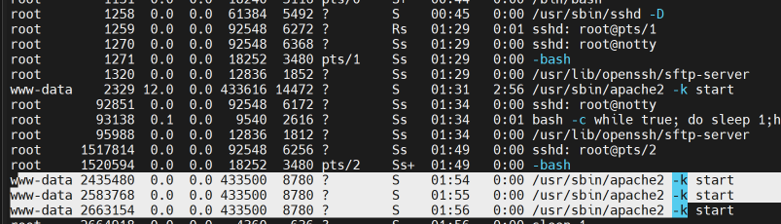 root 1258 0.0 0.0 61384 5492 ? S 00:45 0:00 /usr/sbin/sshd -D
root 1259 0.0 0.0 92548 6272 ? Rs 01:29 0:01 sshd: root@pts/1
root 1270 0.0 0.0 92548 6368 ? Ss 01:29 0:00 sshd: root@notty
root 1271 0.0 0.0 18252 3480 pts/1 Ss 01:29 0:00 -bash
root 1320 0.0 0.0 12836 1852 ? Ss 01:29 0:00 /usr/lib/openssh/sftp-server
www-data 2329 12.0 0.0 433616 14472 ? S 01:31 2:56 /usr/sbin/apache2 -k start
root 92851 0.0 0.0 92548 6172 ? Ss 01:34 0:00 sshd: root@notty
root 93138 0.1 0.0 9540 2616 ? Ss 01:34 0:01 bash -c while true; do sleep 1;h
root 95988 0.0 0.0 12836 1812 ? Ss 01:34 0:00 /usr/lib/openssh/sftp-server
root 1517814 0.0 0.0 92548 6256 ? Ss 01:49 0:00 sshd: root@pts/2
root 1520594 0.0 0.0 18252 3480 pts/2 Ss+ 01:49 0:00 -bash
www-data 2435480 0.0 0.0 433500 8780 ? S 01:54 0:00 /usr/sbin/apache2 -k start
www-data 2583768 0.0 0.0 433500 8780 ? S 01:55 0:00 /usr/sbin/apache2 -k start
www-data 2663154 0.0 0.0 433500 8780 ? S 01:56 0:00 /usr/sbin/apache2 -k start